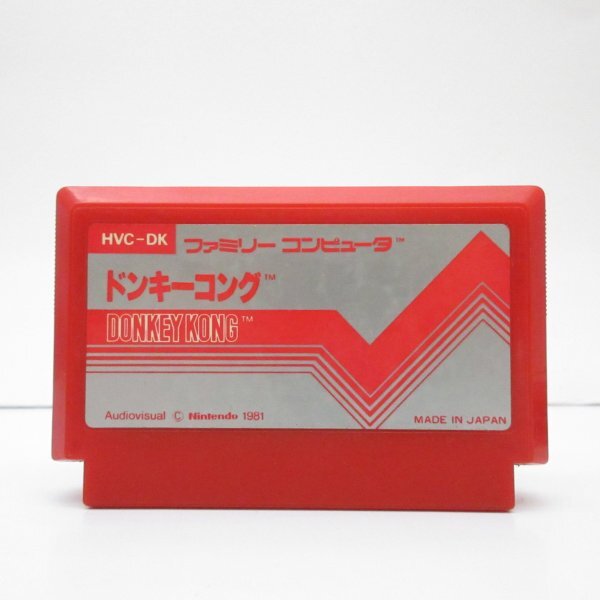 HVC-DK ファミリー コンピュータ™
ドンキーコング™
DONKEY KONG™
Audiovisual © Nintendo 1981
MADE IN JAPAN